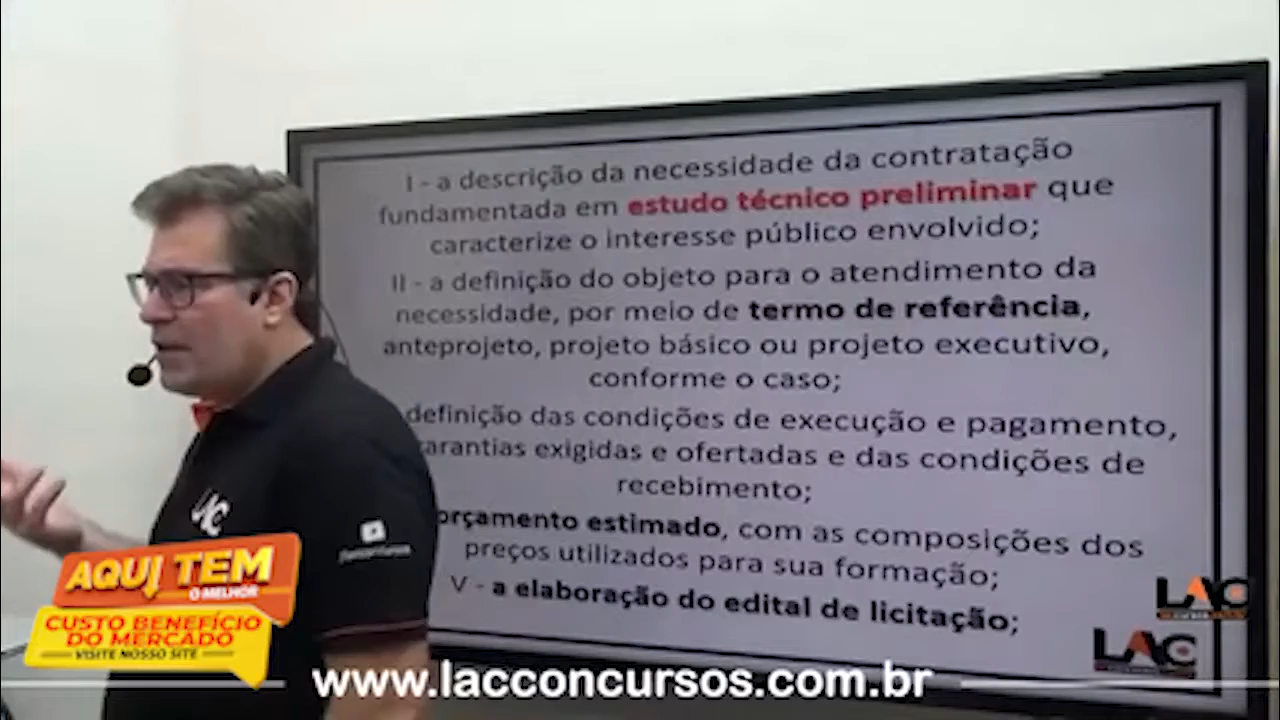 I - a descrição da necessidade da contratação
fundamentada em estudo técnico preliminar que
caracterize o interesse público envolvido;
II - a definição do objeto para o atendimento da
necessidade, por meio de termo de referência,
anteprojeto, projeto básico ou projeto executivo,
conforme o caso;
definição das condições de execução e pagamento,
arantias exigidas e ofertadas e das condições de
recebimento;
orçamento estimado, com as composições dos
preços utilizados para sua formação;
V - a elaboração do edital de licitação;
LAC
LAC
LAC
AQUI TEM
O MELHOR
CUSTO BENEFÍCIO
DO MERCADO
VISITE NOSSO SITE
www.lacconcursos.com.br